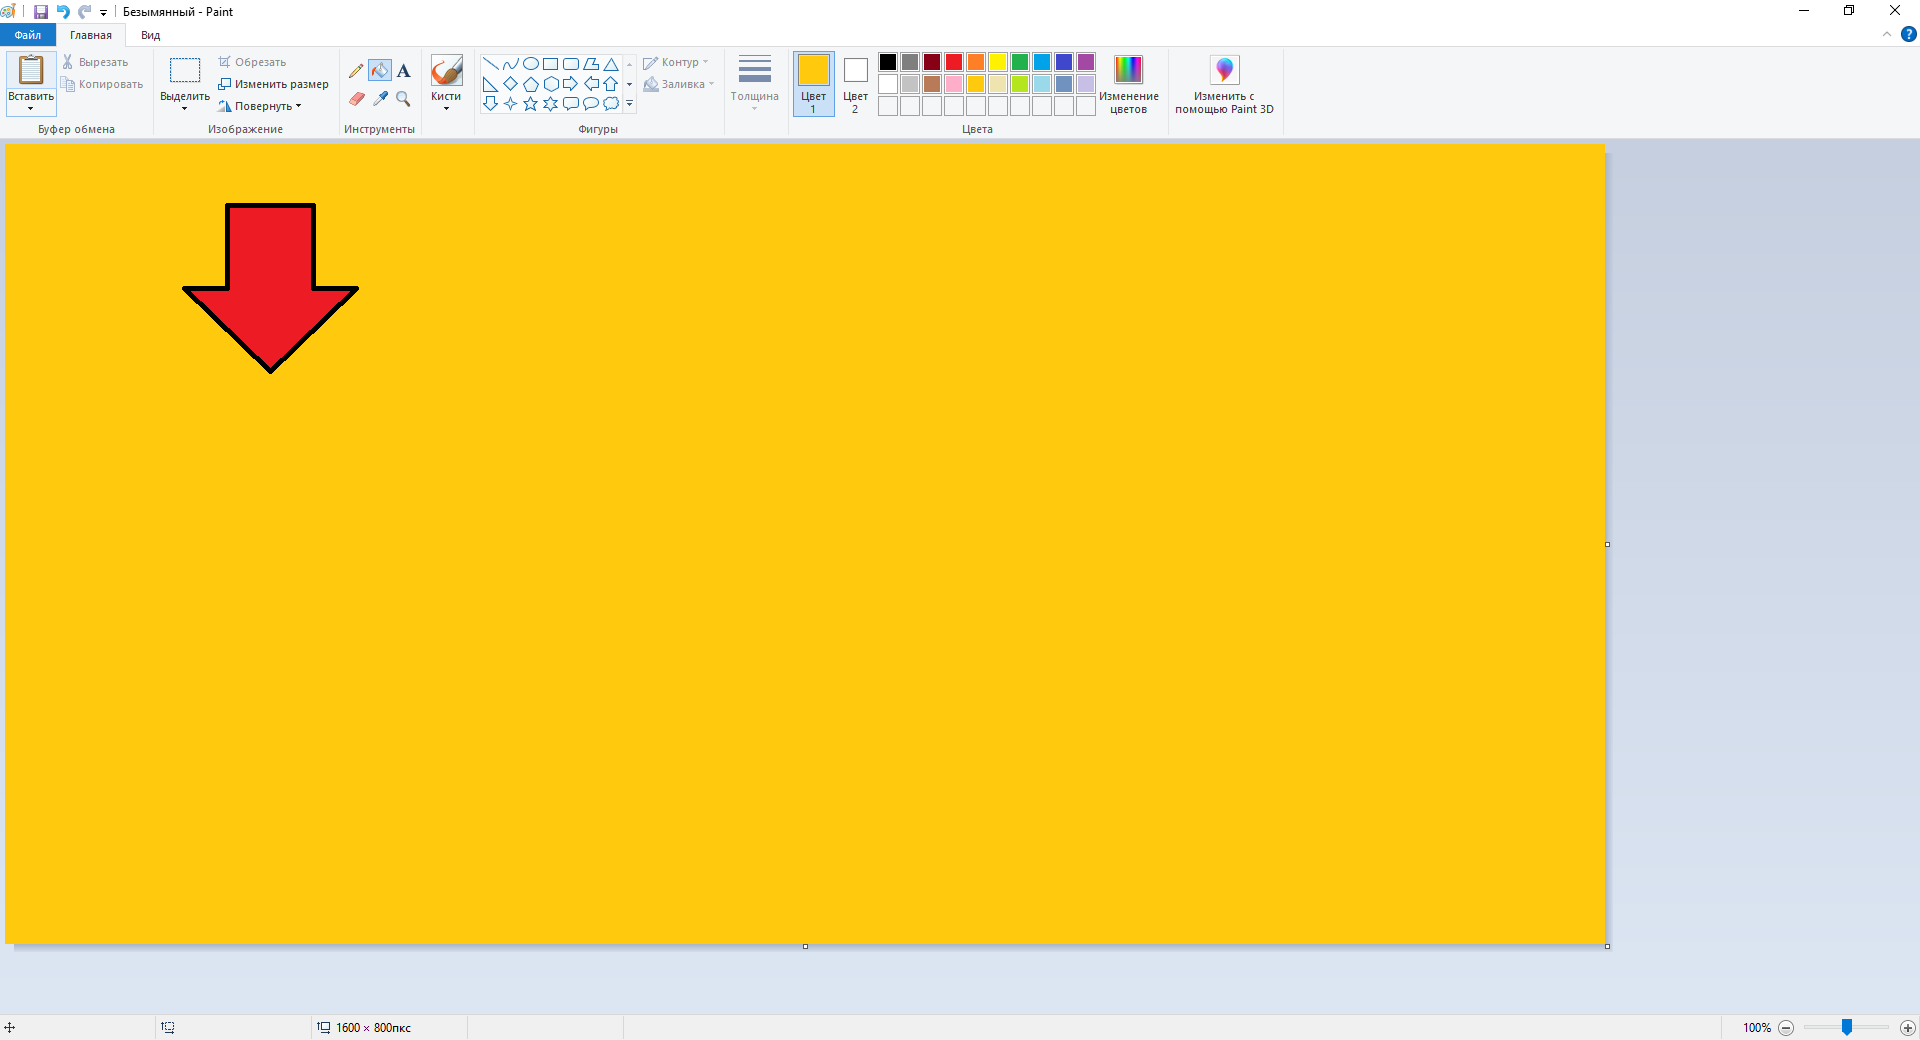 Безымянный - Paint
Файл Главная Вид
Вставить
Вырезать
Копировать
Буфер обмена
Выделить
Обрезать
Изменить размер
Повернуть
Изображение
A
Инструменты
Кисти
Контур
Заливка
Фигуры
Толщина
Цвет
1
Цвет
2
Изменение
цветов
Цвета
Изменить с
помощью Paint 3D
?
1600 × 800пкс
100%